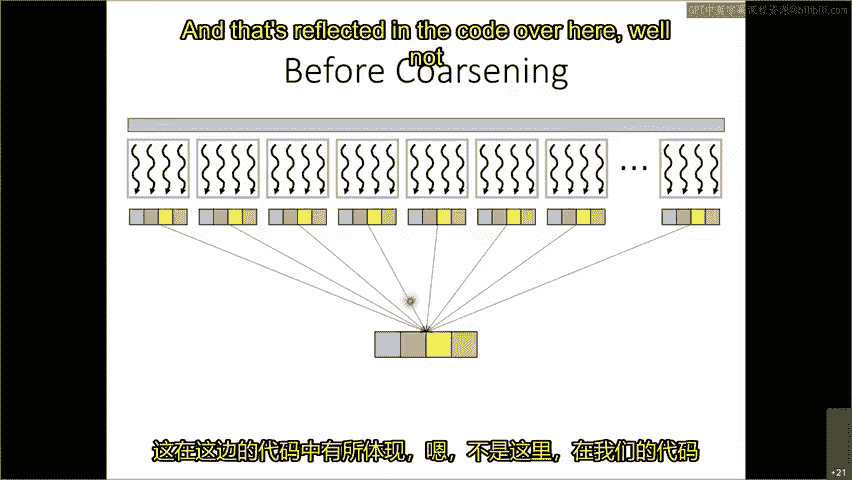 And that's reflected in the code over here, well
not
Before Coarsening
...
这在这边的代码中有所体现，嗯，不是这里，在我们的代码
+21